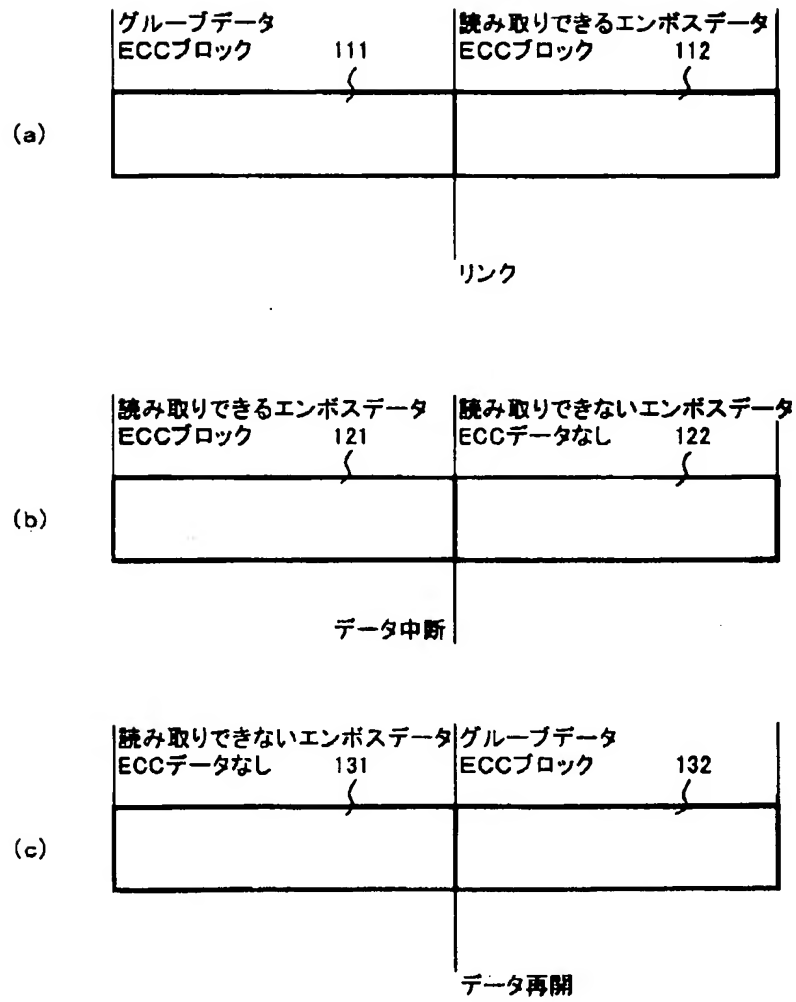 グルーブデータ
ECCブロック 111
読み取りできるエンボスデータ
ECCブロック 112
(a)
リンク
読み取りできるエンボスデータ
ECCブロック 121
読み取りできないエンボスデータ
ECCデータなし 122
(b)
データ中断
読み取りできないエンボスデータ
ECCデータなし 131
グルーブデータ
ECCブロック 132
(c)
データ再開